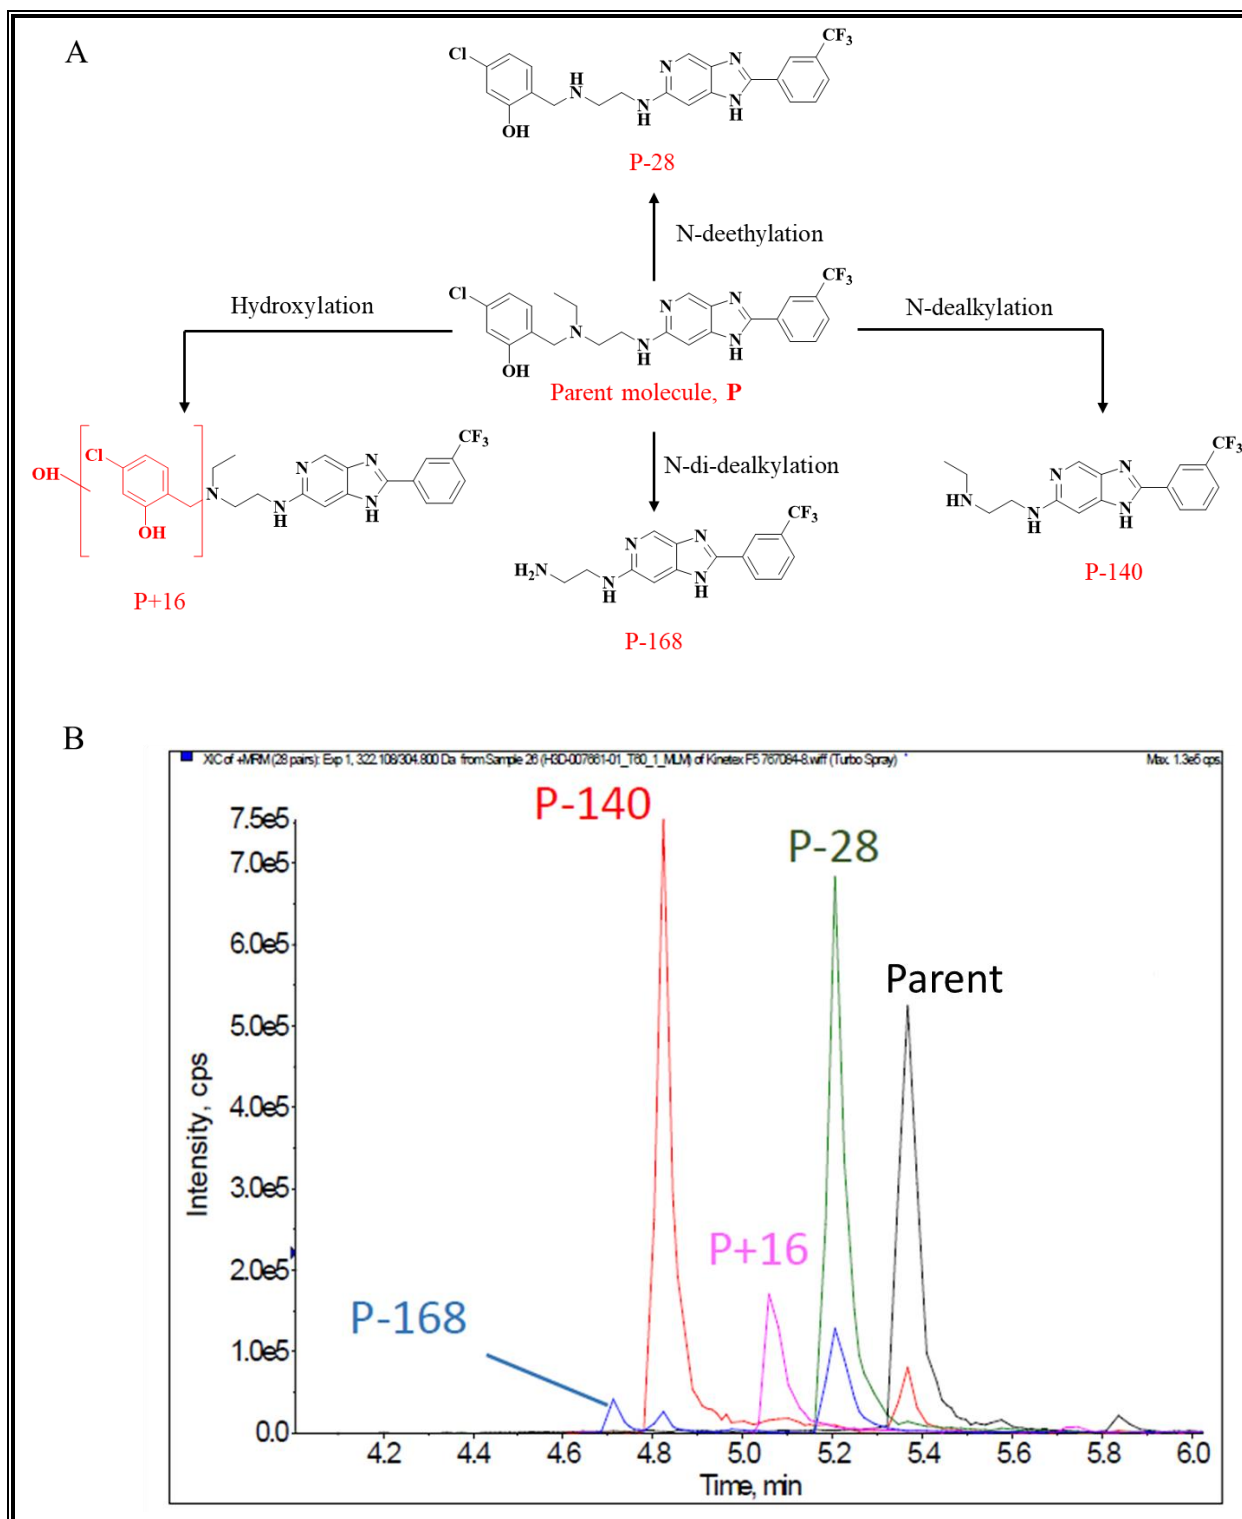 A
CF3
Cl
H
N
N
N
N
H
N
H
OH
P-28
N-deethylation
Hydroxylation
N-dealkylation
CF3
Cl
N
N
N
N
H
N
H
OH
Parent molecule, P
N-di-dealkylation
CF3
Cl
OH
N
N
N
N
H
N
H
OH
P+16
CF3
N
N
H2N
N
H
N
H
P-168
CF3
N
N
HN
N
H
N
H
P-140
B
XIC of +MRM (28 pairs): Exp 1, 322.108/304.800 Da from Sample 26 (H3D-007661-01_T60_1_MLM) of Kinetex F5 767084-8.wiff (Turbo Spray)
Max. 1.3e6 cps.
P-140
P-28
Parent
P+16
P-168
7.5e5
7.0e5
6.0e5
5.0e5
4.0e5
3.0e5
2.0e5
1.0e5
0.0
Intensity, cps
4.2 4.4 4.6 4.8 5.0 5.2 5.4 5.6 5.8 6.0
Time, min